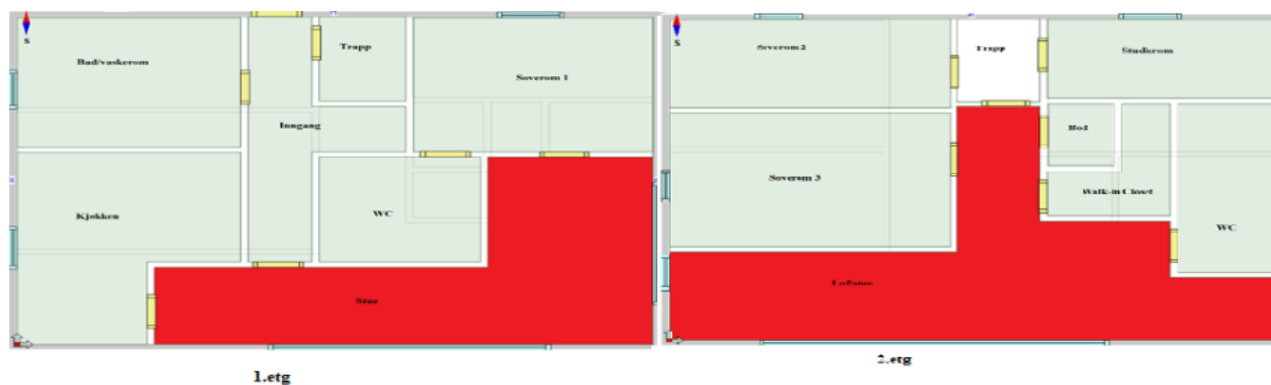 S
Trapp
Bad/vaskerom
Soverom 1
Inngang
Kjøkken
WC
Stue
1.etg
S
Soverom 2
Trapp
Studierom
Bod
Soverom 3
Walk-in Closet
WC
Loftstue
2.etg